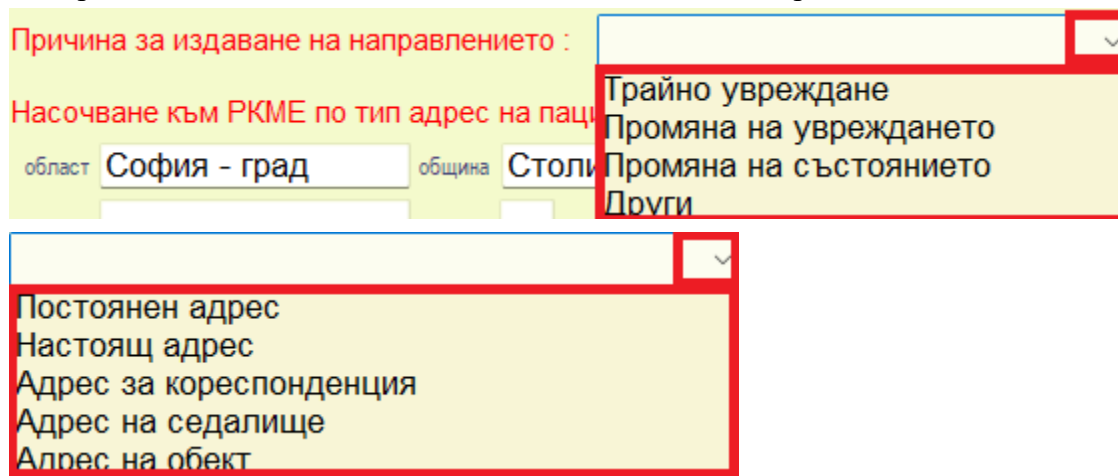 Причина за издаване на направлението :
Трайно увреждане
Насочване към РКМЕ по тип адрес на паци
Промяна на увреждането
област София - град община Столи
Промяна на състоянието
Други
Постоянен адрес
Настоящ адрес
Адрес за кореспонденция
Адрес на седалище
Адрес на обект